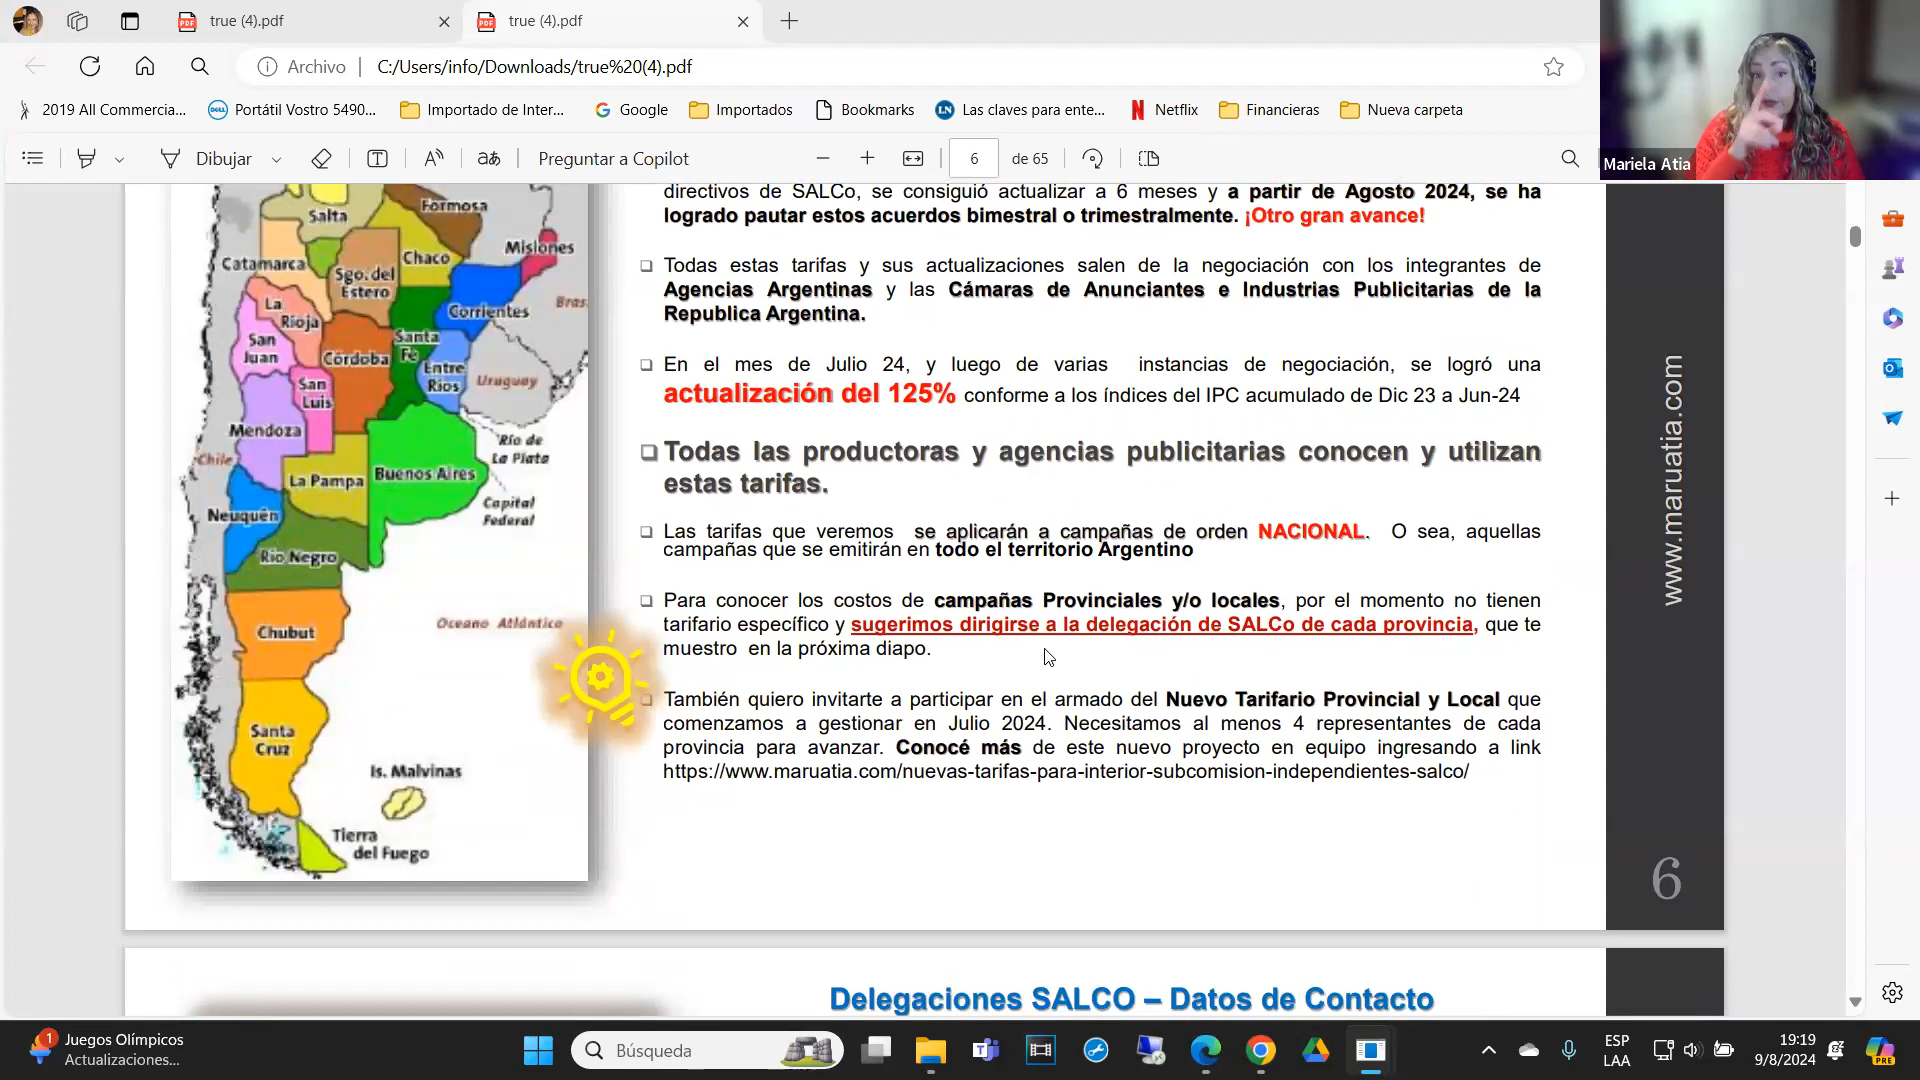 true (4).pdf
true (4).pdf
Archivo
C:/Users/info/Downloads/true%20(4).pdf
2019 All Commercia...
Portátil Vostro 5490...
Importado de Inter...
Google
Importados
Bookmarks
Las claves para ente...
Netflix
Financieras
Nueva carpeta
Dibujar
Preguntar a Copilot
6
de 65
Mariela Atia
Salta
Formosa
Misiones
Catamarca
Chaco
Sgo. del
Estero
Bras
La
Rioja
Corrientes
San
Juan
Santa
Fe
Córdoba
Entre
Rios
Uruguay
San
Luis
Mendoza
Rio de
La Plata
Chile
La Pampa
Buenos Aires
Capital
Federal
Neuquén
Rio Negro
Chubut
Oceano Atlántico
Santa
Cruz
Is. Malvinas
Tierra
del Fuego
directivos de SALCo, se consiguió actualizar a 6 meses y a partir de Agosto 2024, se ha
logrado pautar estos acuerdos bimestral o trimestralmente. ¡Otro gran avance!
Todas estas tarifas y sus actualizaciones salen de la negociación con los integrantes de
Agencias Argentinas y las Cámaras de Anunciantes e Industrias Publicitarias de la
Republica Argentina.
En el mes de Julio 24, y luego de varias instancias de negociación, se logró una
actualización del 125% conforme a los índices del IPC acumulado de Dic 23 a Jun-24
Todas las productoras y agencias publicitarias conocen y utilizan
estas tarifas.
Las tarifas que veremos se aplicarán a campañas de orden NACIONAL. O sea, aquellas
campañas que se emitirán en todo el territorio Argentino
Para conocer los costos de campañas Provinciales y/o locales, por el momento no tienen
tarifario específico y sugerimos dirigirse a la delegación de SALCo de cada provincia, que te
muestro en la próxima diapo.
También quiero invitarte a participar en el armado del Nuevo Tarifario Provincial y Local que
comenzamos a gestionar en Julio 2024. Necesitamos al menos 4 representantes de cada
provincia para avanzar. Conocé más de este nuevo proyecto en equipo ingresando a link
https://www.maruatia.com/nuevas-tarifas-para-interior-subcomision-independientes-salco/
www.maruatia.com
6
Delegaciones SALCO – Datos de Contacto
1
Juegos Olímpicos
Actualizaciones...
Búsqueda
ESP
LAA
19:19
9/8/2024
PRE